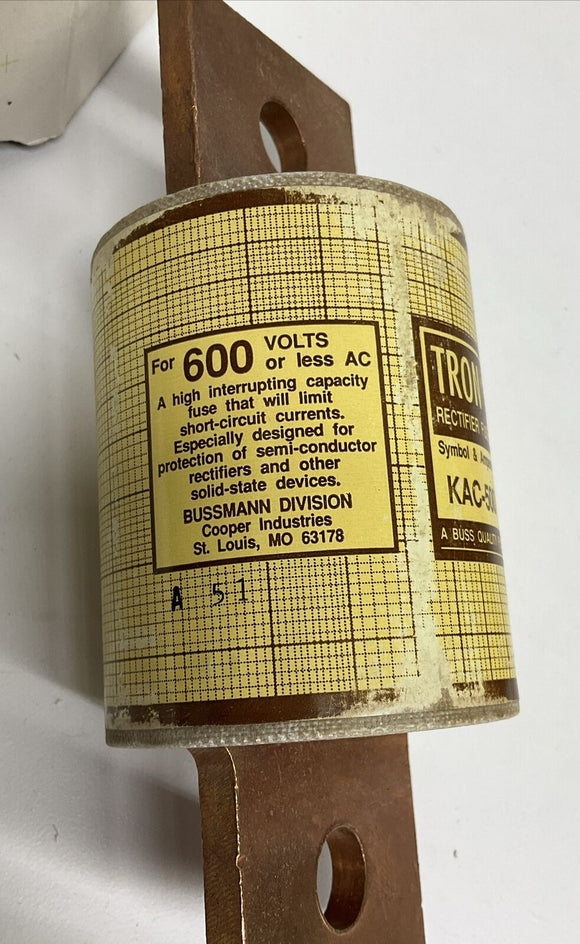 For 600 VOLTS
or less AC
A high interrupting capacity
fuse that will limit
short-circuit currents.
Especially designed for
protection of semi-conductor
rectifiers and other
solid-state devices.
BUSSMANN DIVISION
Cooper Industries
St. Louis, MO 63178
A 51
TRON
RECTIFIER
Symbol &
A BUSS QUALITY